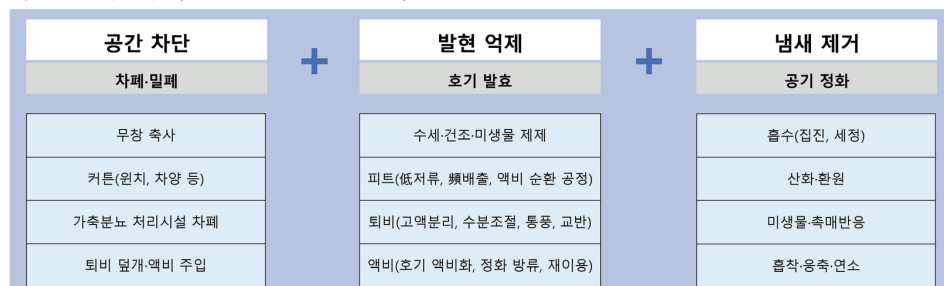 공간 차단
차폐·밀폐
무창 축사
커튼(윈치, 차양 등)
가축분뇨 처리시설 차폐
퇴비 덮개·액비 주입
+
발현 억제
호기 발효
수세·건조·미생물 제제
피트(低저류, 頻배출, 액비 순환 공정)
퇴비(고액분리, 수분조절, 통풍, 교반)
액비(호기 액비화, 정화 방류, 재이용)
+
냄새 제거
공기 정화
흡수(집진, 세정)
산화·환원
미생물·촉매반응
흡착·응축·연소